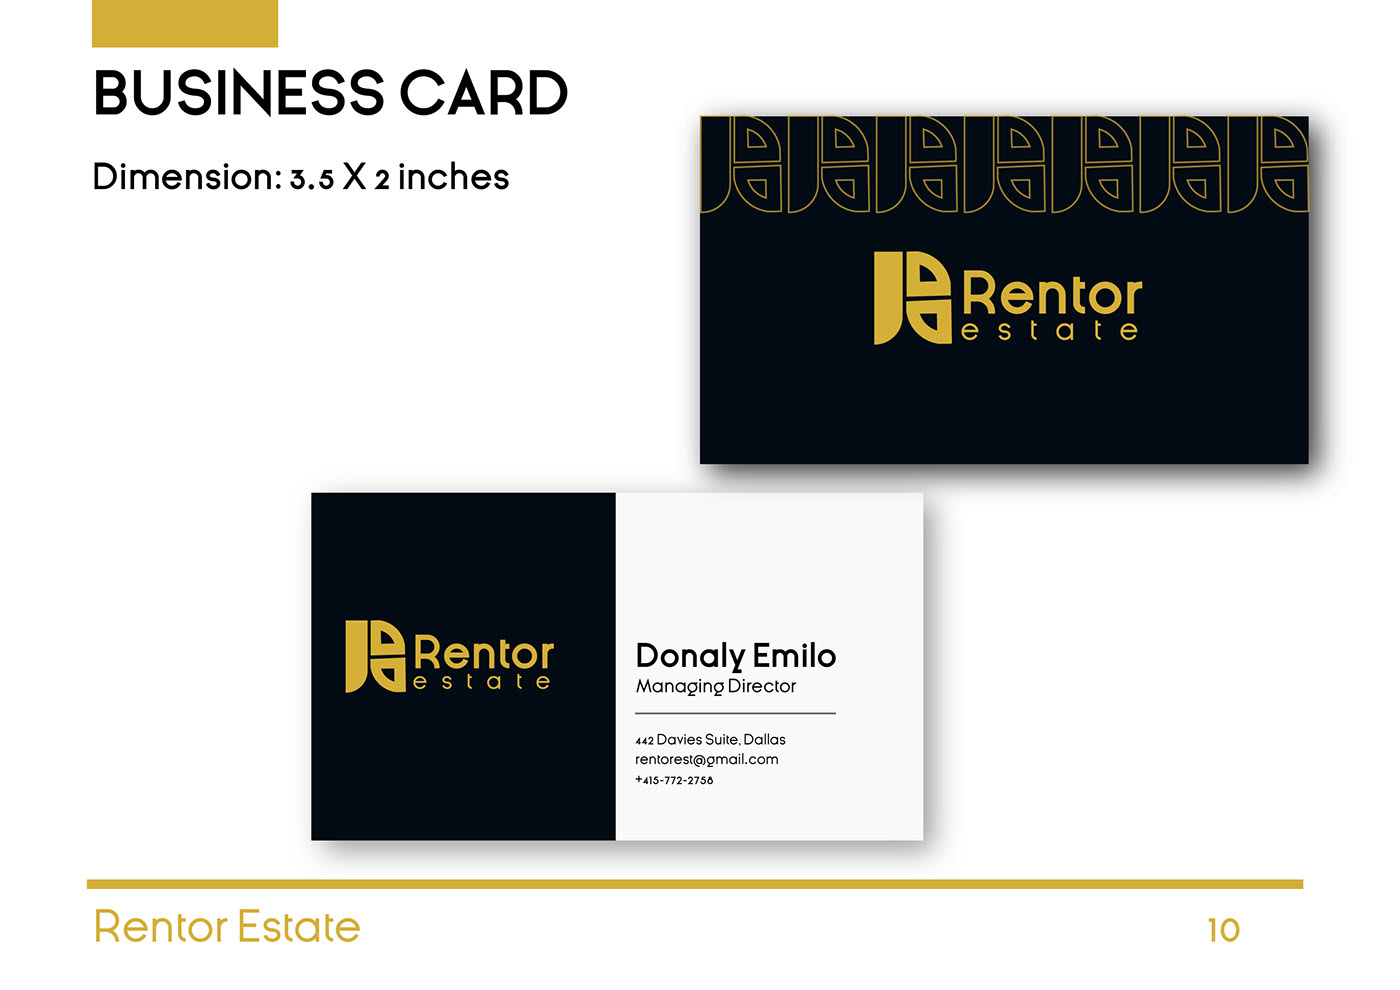 BUSINESS CARD
Dimension: 3.5 X 2 inches
Rentor
estate
Rentor
estate
Donaly Emilo
Managing Director
442 Davies Suite, Dallas
rentorest@gmail.com
+415-772-2758
Rentor Estate
10